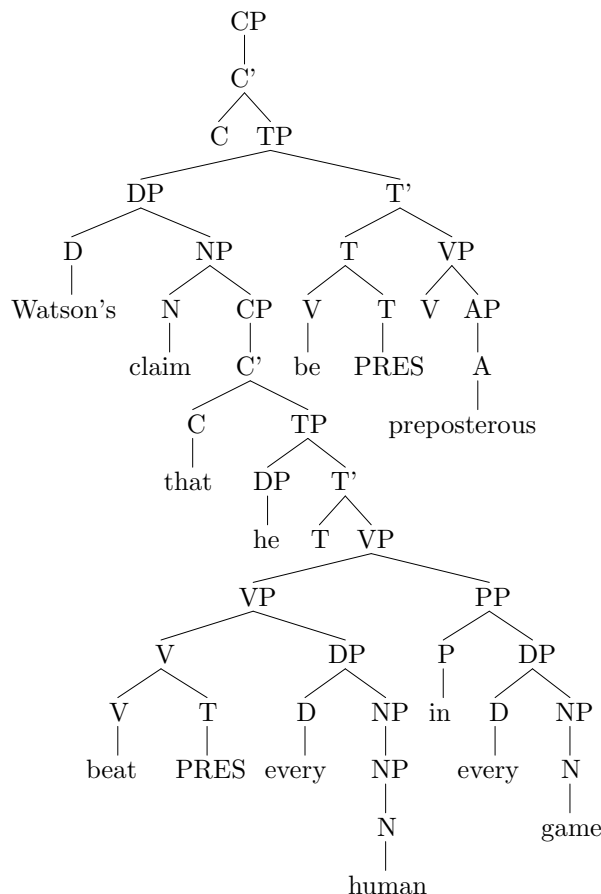 CP
C'
C TP
DP T'
D NP T VP
Watson's N CP V T V AP
claim C' be PRES A
C TP preposterous
that DP T'
he T VP
VP PP
V DP P DP
V T D NP in D NP
beat PRES every NP every N
N game
human